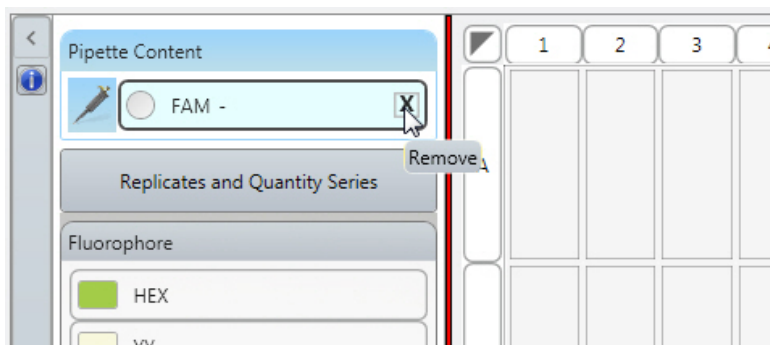 Pipette Content
1 2 3
FAM - X
Remove
A
Replicates and Quantity Series
Fluorophore
HEX